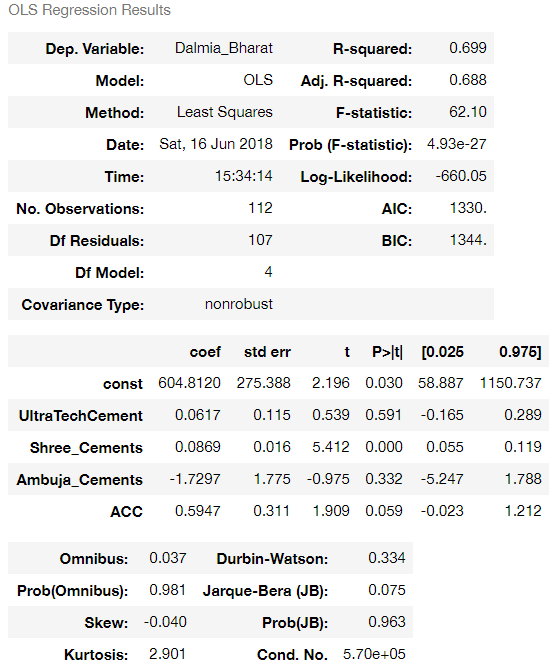 OLS Regression Results
Dep. Variable: Dalmia_Bharat R-squared: 0.699
Model: OLS Adj. R-squared: 0.688
Method: Least Squares F-statistic: 62.10
Date: Sat, 16 Jun 2018 Prob (F-statistic): 4.93e-27
Time: 15:34:14 Log-Likelihood: -660.05
No. Observations: 112 AIC: 1330.
Df Residuals: 107 BIC: 1344.
Df Model: 4
Covariance Type: nonrobust
coef std err t P>|t| [0.025 0.975]
const 604.8120 275.388 2.196 0.030 58.887 1150.737
UltraTechCement 0.0617 0.115 0.539 0.591 -0.165 0.289
Shree_Cements 0.0869 0.016 5.412 0.000 0.055 0.119
Ambuja_Cements -1.7297 1.775 -0.975 0.332 -5.247 1.788
ACC 0.5947 0.311 1.909 0.059 -0.023 1.212
Omnibus: 0.037 Durbin-Watson: 0.334
Prob(Omnibus): 0.981 Jarque-Bera (JB): 0.075
Skew: -0.040 Prob(JB): 0.963
Kurtosis: 2.901 Cond. No. 5.70e+05